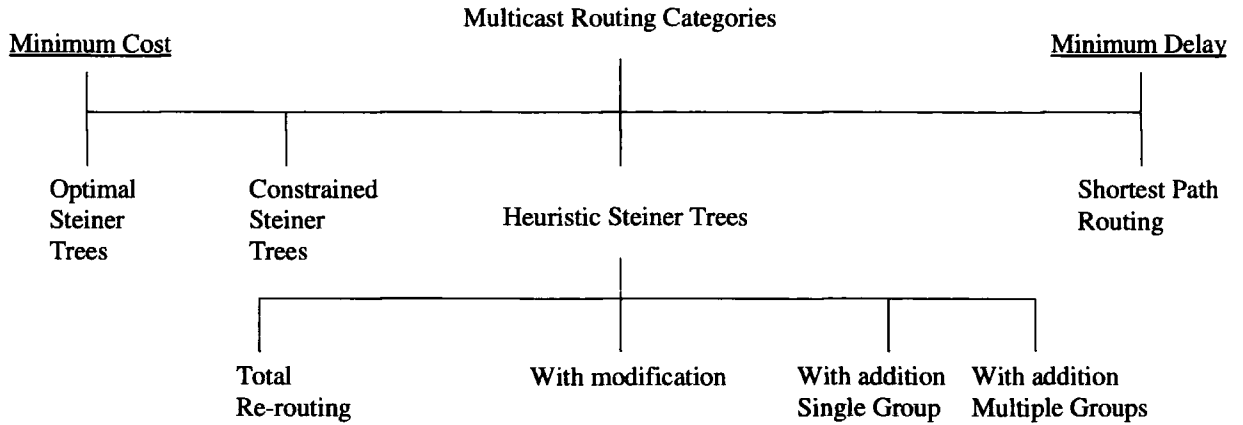 Multicast Routing Categories
Minimum Cost
Minimum Delay
Optimal
Steiner
Trees
Constrained
Steiner
Trees
Heuristic Steiner Trees
Shortest Path
Routing
Total
Re-routing
With modification
With addition
Single Group
With addition
Multiple Groups